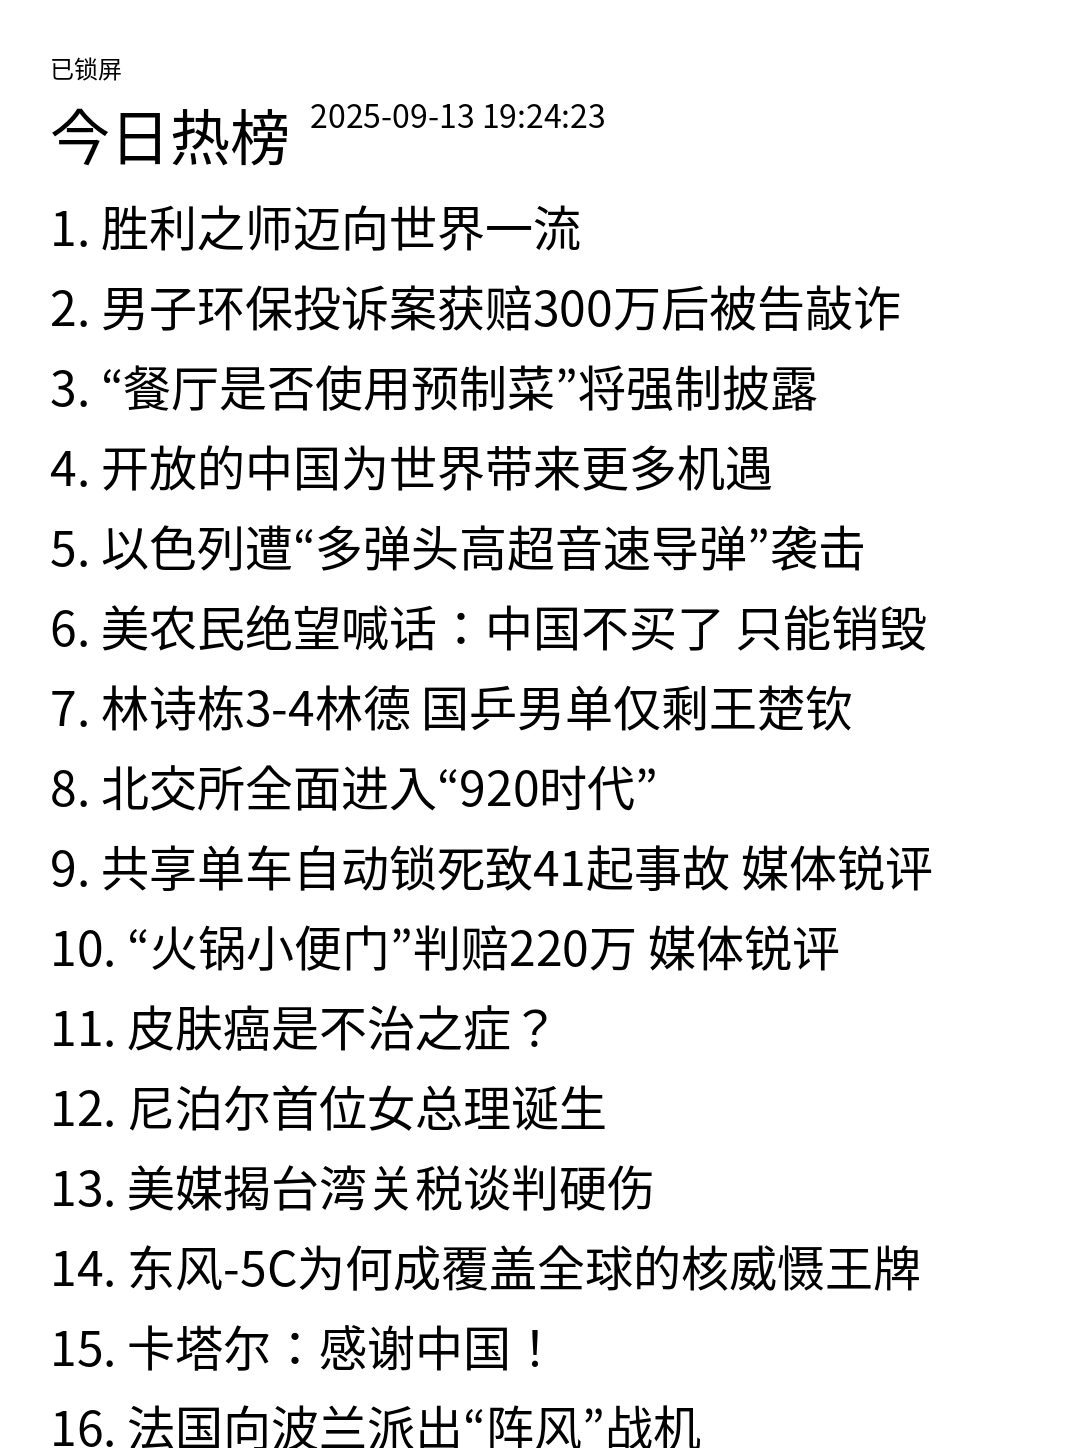 已锁屏
今日热榜 2025-09-13 19:24:23
1. 胜利之师迈向世界一流
2. 男子环保投诉案获赔300万后被告敲诈
3. “餐厅是否使用预制菜”将强制披露
4. 开放的中国为世界带来更多机遇
5. 以色列遭“多弹头高超音速导弹”袭击
6. 美农民绝望喊话：中国不买了 只能销毁
7. 林诗栋3-4林德 国乒男单仅剩王楚钦
8. 北交所全面进入“920时代”
9. 共享单车自动锁死致41起事故 媒体锐评
10. “火锅小便门”判赔220万 媒体锐评
11. 皮肤癌是不治之症？
12. 尼泊尔首位女总理诞生
13. 美媒揭台湾关税谈判硬伤
14. 东风-5C为何成覆盖全球的核威慑王牌
15. 卡塔尔：感谢中国！
16. 法国向波兰派出“阵风”战机